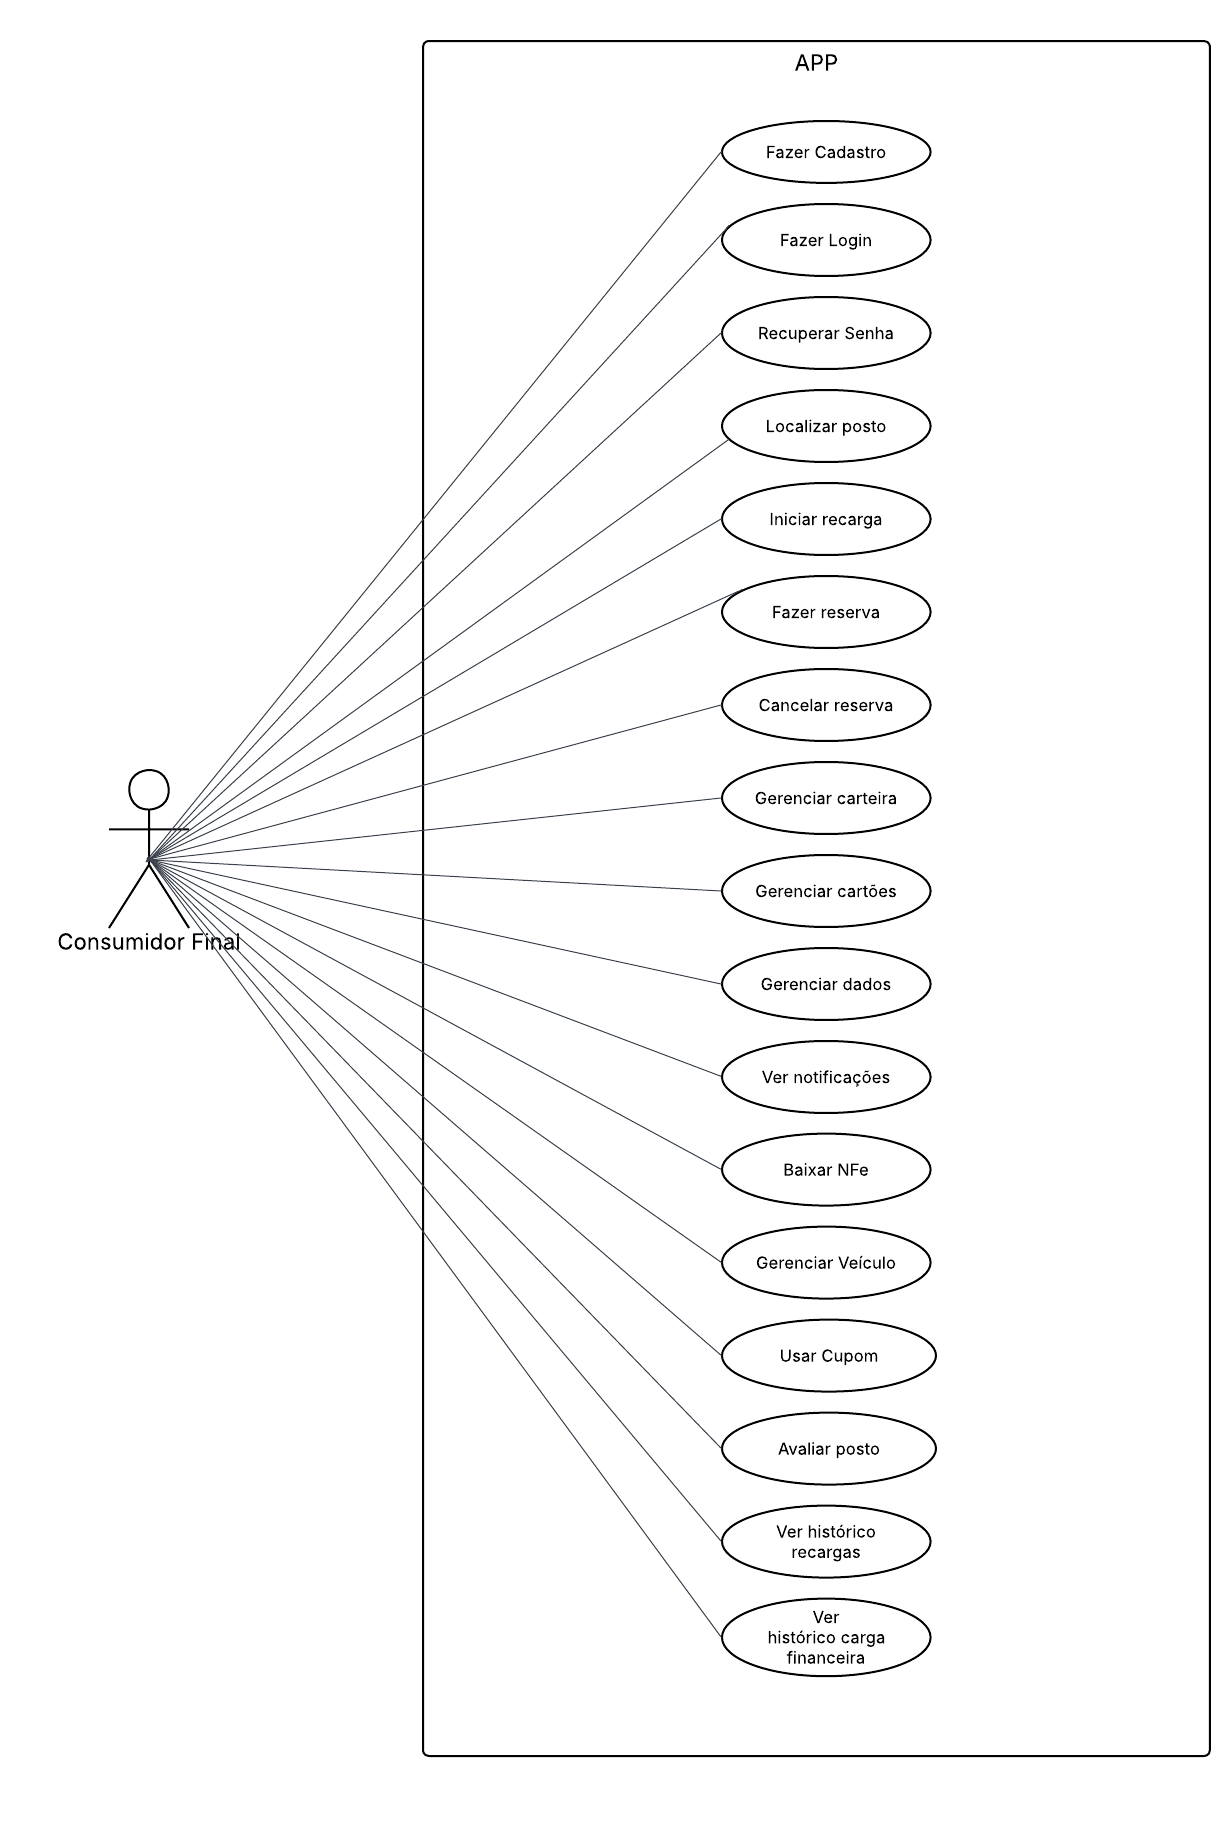 APP
Fazer Cadastro
Fazer Login
Recuperar Senha
Localizar posto
Iniciar recarga
Fazer reserva
Cancelar reserva
Gerenciar carteira
Gerenciar cartões
Consumidor Final
Gerenciar dados
Ver notificações
Baixar NFe
Gerenciar Veículo
Usar Cupom
Avaliar posto
Ver histórico
recargas
Ver
histórico carga
financeira